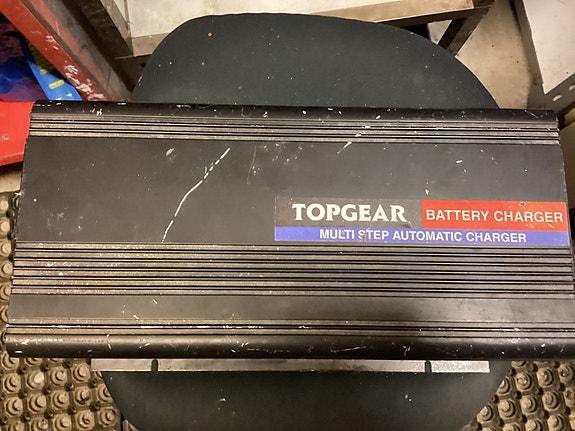 TOPGEAR BATTERY CHARGER
MULTI STEP AUTOMATIC CHARGER